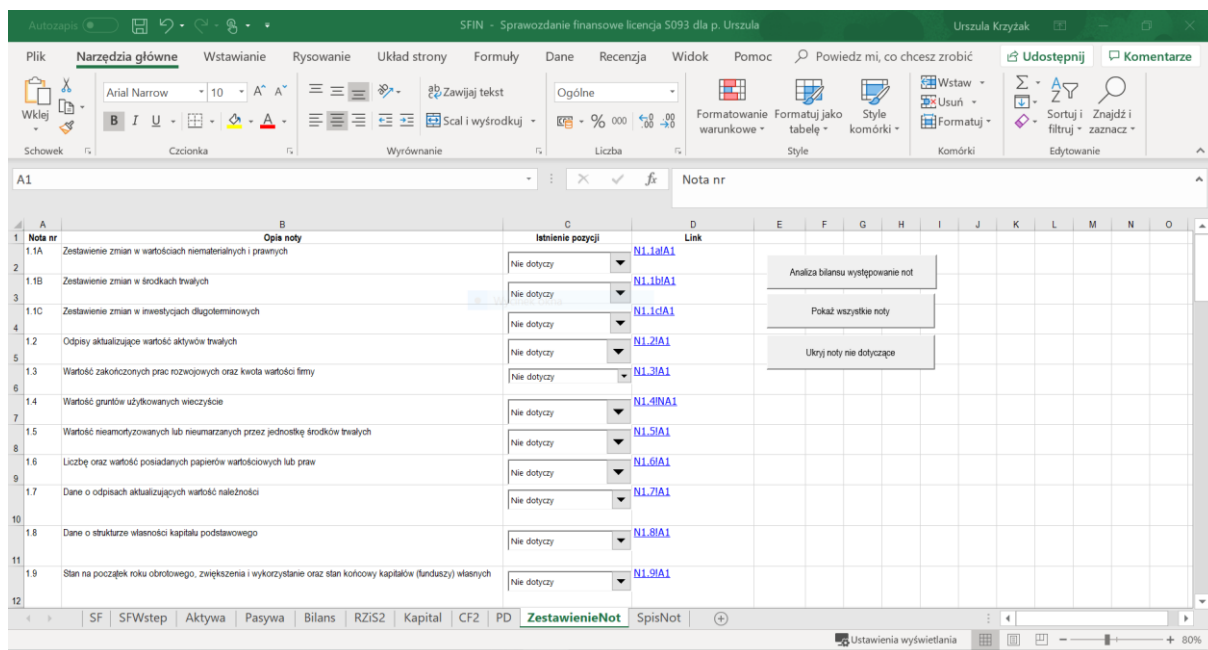 Autozapis SFIN - Sprawozdanie finansowe licencja S093 dla p. Urszula Urszula Krzyżak
Plik Narzędzia główne Wstawianie Rysowanie Układ strony Formuły Dane Recenzja Widok Pomoc Powiedz mi, co chcesz zrobić Udostępnij Komentarze
Wklej
Arial Narrow 10 A^ A˅
B I U A
Zawijaj tekst
Scal i wyśrodkuj
Ogólne
% 000 ,00
Formatowanie warunkowe
Formatuj jako tabelę
Style komórki
Wstaw
Usuń
Formatuj
Sortuj i filtruj
Znajdź i zaznacz
Schowek Czcionka Wyrównanie Liczba Style Komórki Edytowanie
A1 fx Nota nr
A B C D E F G H I J K L M N O
1 Nota nr Opis noty Istnienie pozycji Link
2 1.1A Zestawienie zmian w wartościach niematerialnych i prawnych Nie dotyczy N1.1a!A1
3 1.1B Zestawienie zmian w środkach trwałych Nie dotyczy N1.1b!A1
4 1.1C Zestawienie zmian w inwestycjach długoterminowych Nie dotyczy N1.1c!A1
5 1.2 Odpisy aktualizujące wartość aktywów trwałych Nie dotyczy N1.2!A1
6 1.3 Wartość zakończonych prac rozwojowych oraz kwota wartości firmy Nie dotyczy N1.3!A1
7 1.4 Wartość gruntów użytkowanych wieczyście Nie dotyczy N1.4!NA1
8 1.5 Wartość nieamortyzowanych lub nieumarzanych przez jednostkę środków trwałych Nie dotyczy N1.5!A1
9 1.6 Liczbę oraz wartość posiadanych papierów wartościowych lub praw Nie dotyczy N1.6!A1
10 1.7 Dane o odpisach aktualizujących wartość należności Nie dotyczy N1.7!A1
11 1.8 Dane o strukturze własności kapitału podstawowego Nie dotyczy N1.8!A1
12 1.9 Stan na początek roku obrotowego, zwiększenia i wykorzystanie oraz stan końcowy kapitałów (funduszy) własnych Nie dotyczy N1.9!A1
Analiza bilansu występowanie not
Pokaż wszystkie noty
Ukryj noty nie dotyczące
SF SFWstep Aktywa Pasywa Bilans RZiS2 Kapital CF2 PD ZestawienieNot SpisNot
Ustawienia wyświetlania 80%